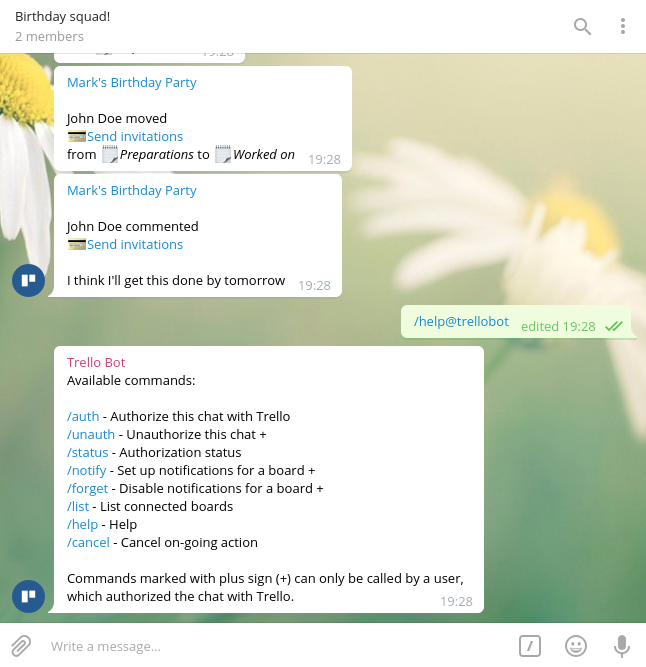 Birthday squad!
2 members
19:28
Mark's Birthday Party
John Doe moved
Send invitations
from Preparations to Worked on
19:28
Mark's Birthday Party
John Doe commented
Send invitations
I think I'll get this done by tomorrow
19:28
/help@trellobot
edited 19:28
Trello Bot
Available commands:
/auth - Authorize this chat with Trello
/unauth - Unauthorize this chat +
/status - Authorization status
/notify - Set up notifications for a board +
/forget - Disable notifications for a board +
/list - List connected boards
/help - Help
/cancel - Cancel on-going action
Commands marked with plus sign (+) can only be called by a user,
which authorized the chat with Trello.
19:28
Write a message...